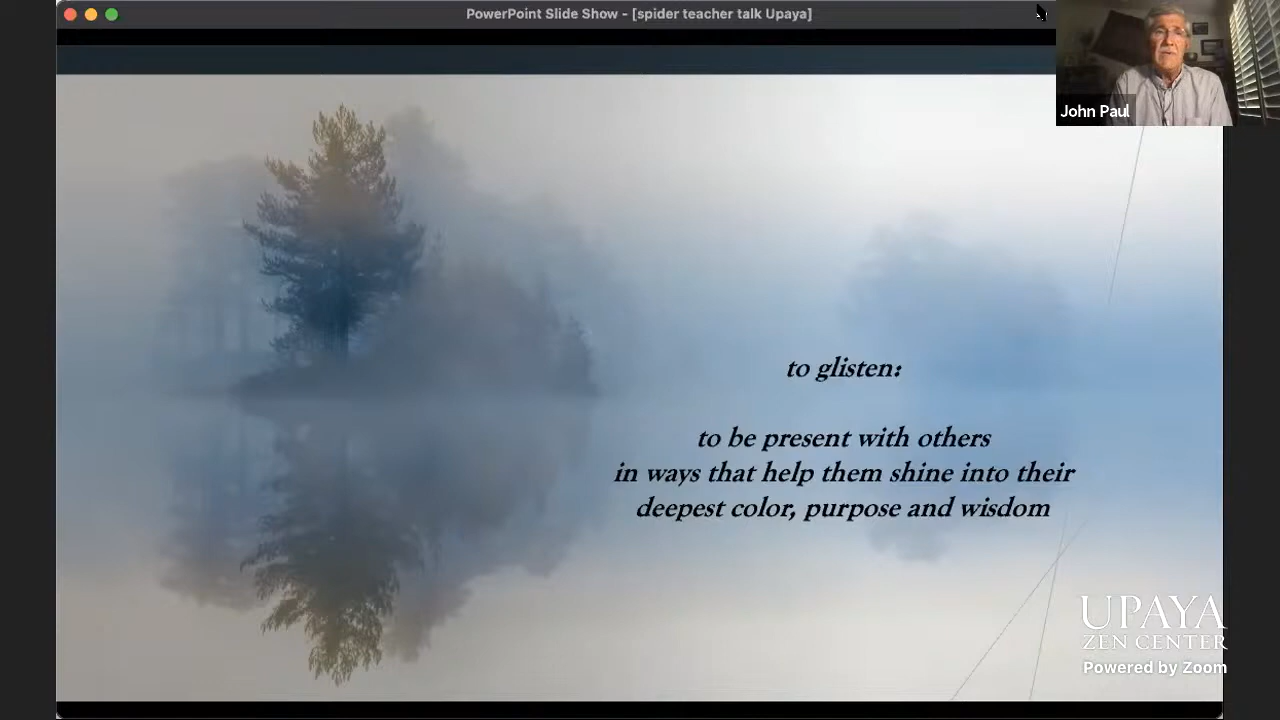 PowerPoint Slide Show - [spider teacher talk Upaya]
John Paul
to glisten:
to be present with others
in ways that help them shine into their
deepest color, purpose and wisdom
UPAYA
ZEN CENTER
Powered by Zoom